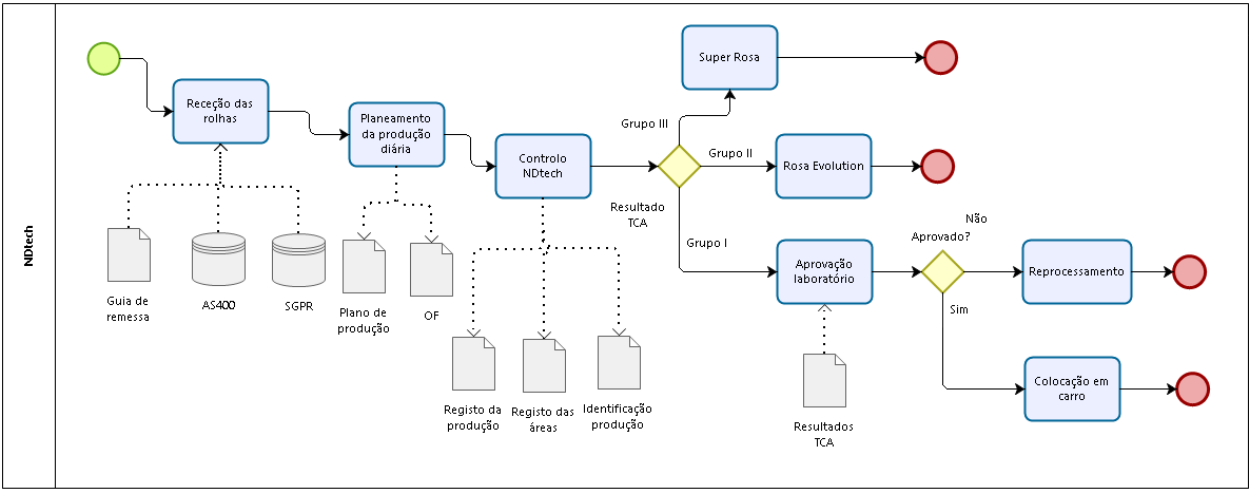 NDtech
Receção das
rolhas
Guia de
remessa
AS400
SGPR
Planeamento
da produção
diária
Plano de
produção
OF
Controlo
NDtech
Registo da
produção
Registo das
áreas
Identificação
produção
Resultado
TCA
Grupo III
Super Rosa
Grupo II
Rosa Evolution
Grupo I
Aprovação
laboratório
Resultados
TCA
Aprovado?
Não
Reprocessamento
Sim
Colocação em
carro